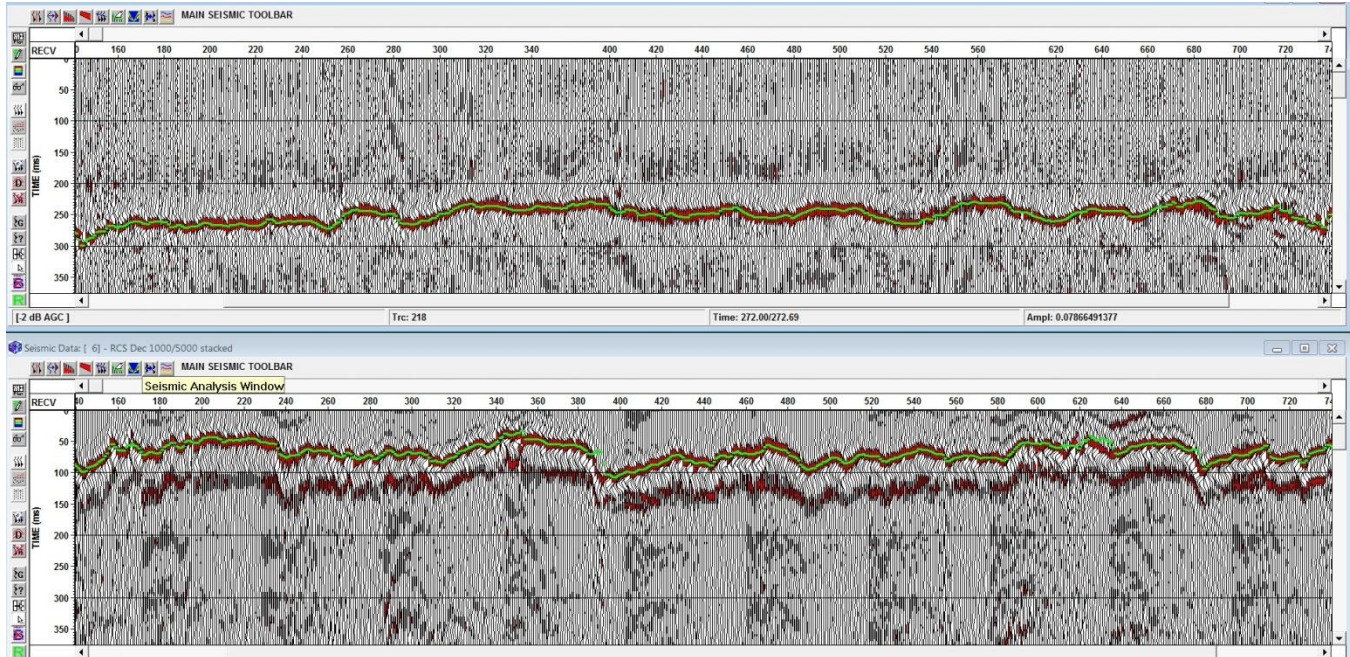 MAIN SEISMIC TOOLBAR
RECV 160 180 200 220 240 260 280 300 320 340 400 420 440 460 480 500 520 540 560 620 640 660 680 700 720
TIME (ms)
50
100
150
200
250
300
350
[-2 dB AGC ] Trc: 218 Time: 272.00/272.69 Ampl: 0.07866491377
Seismic Data: [ 6] - RCS Dec 1000/5000 stacked
MAIN SEISMIC TOOLBAR
Seismic Analysis Window
RECV 160 180 200 220 240 260 280 300 320 340 360 380 400 420 440 460 480 500 520 540 560 580 600 620 640 660 680 700 720
TIME (ms)
50
100
150
200
250
300
350